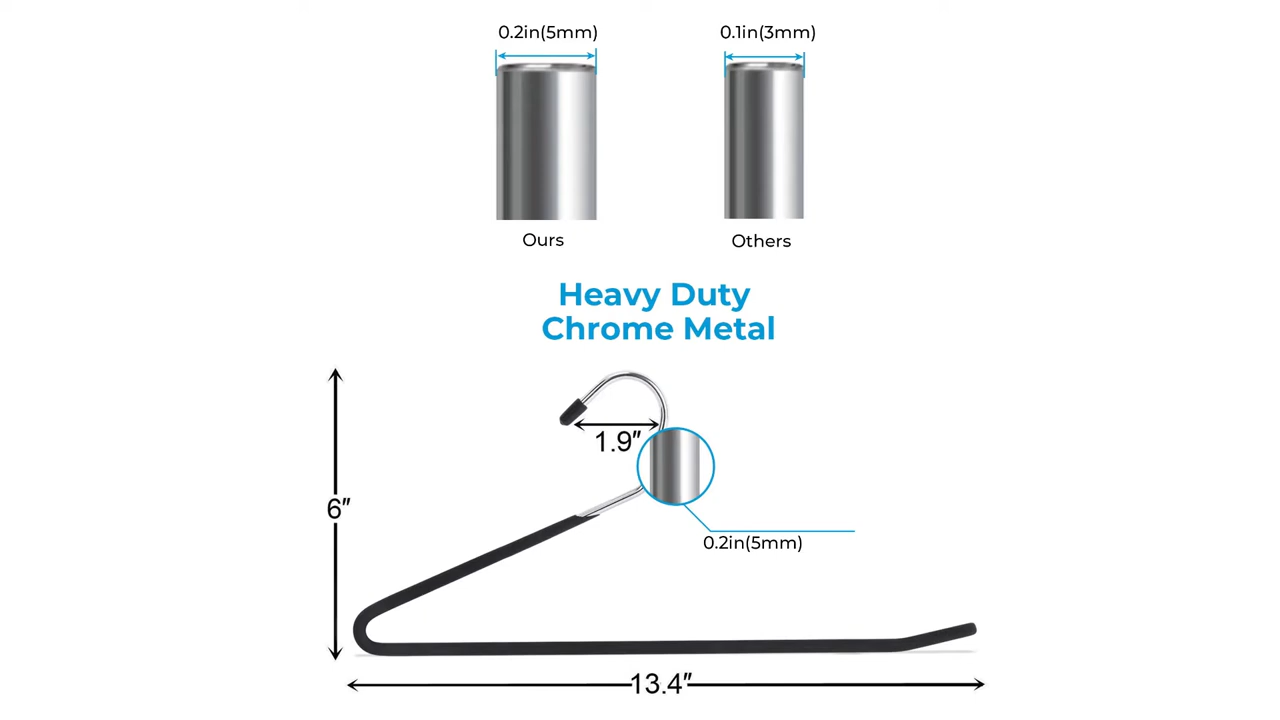 0.2in(5mm)
0.1in(3mm)
Ours
Others
Heavy Duty
Chrome Metal
1.9″
6″
0.2in(5mm)
13.4″